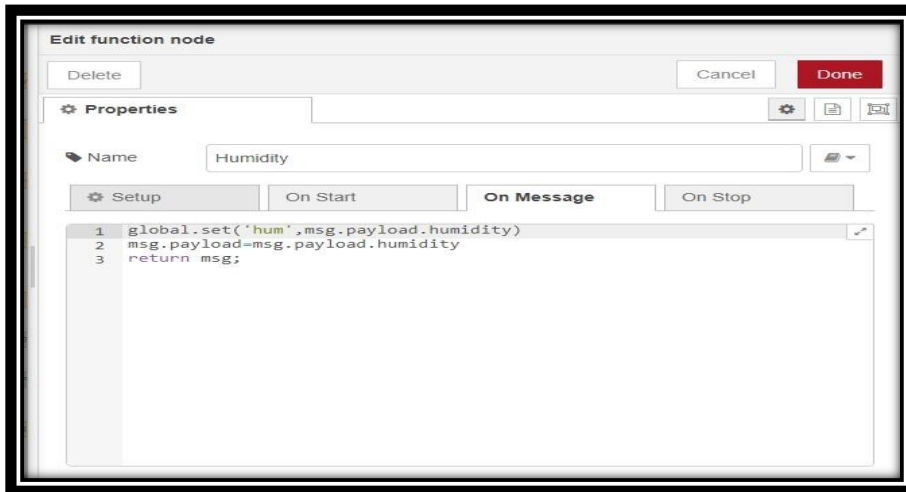 Edit function node
Delete Cancel Done
Properties
Name Humidity
Setup On Start On Message On Stop
1 global.set('hum',msg.payload.humidity)
2 msg.payload=msg.payload.humidity
3 return msg;